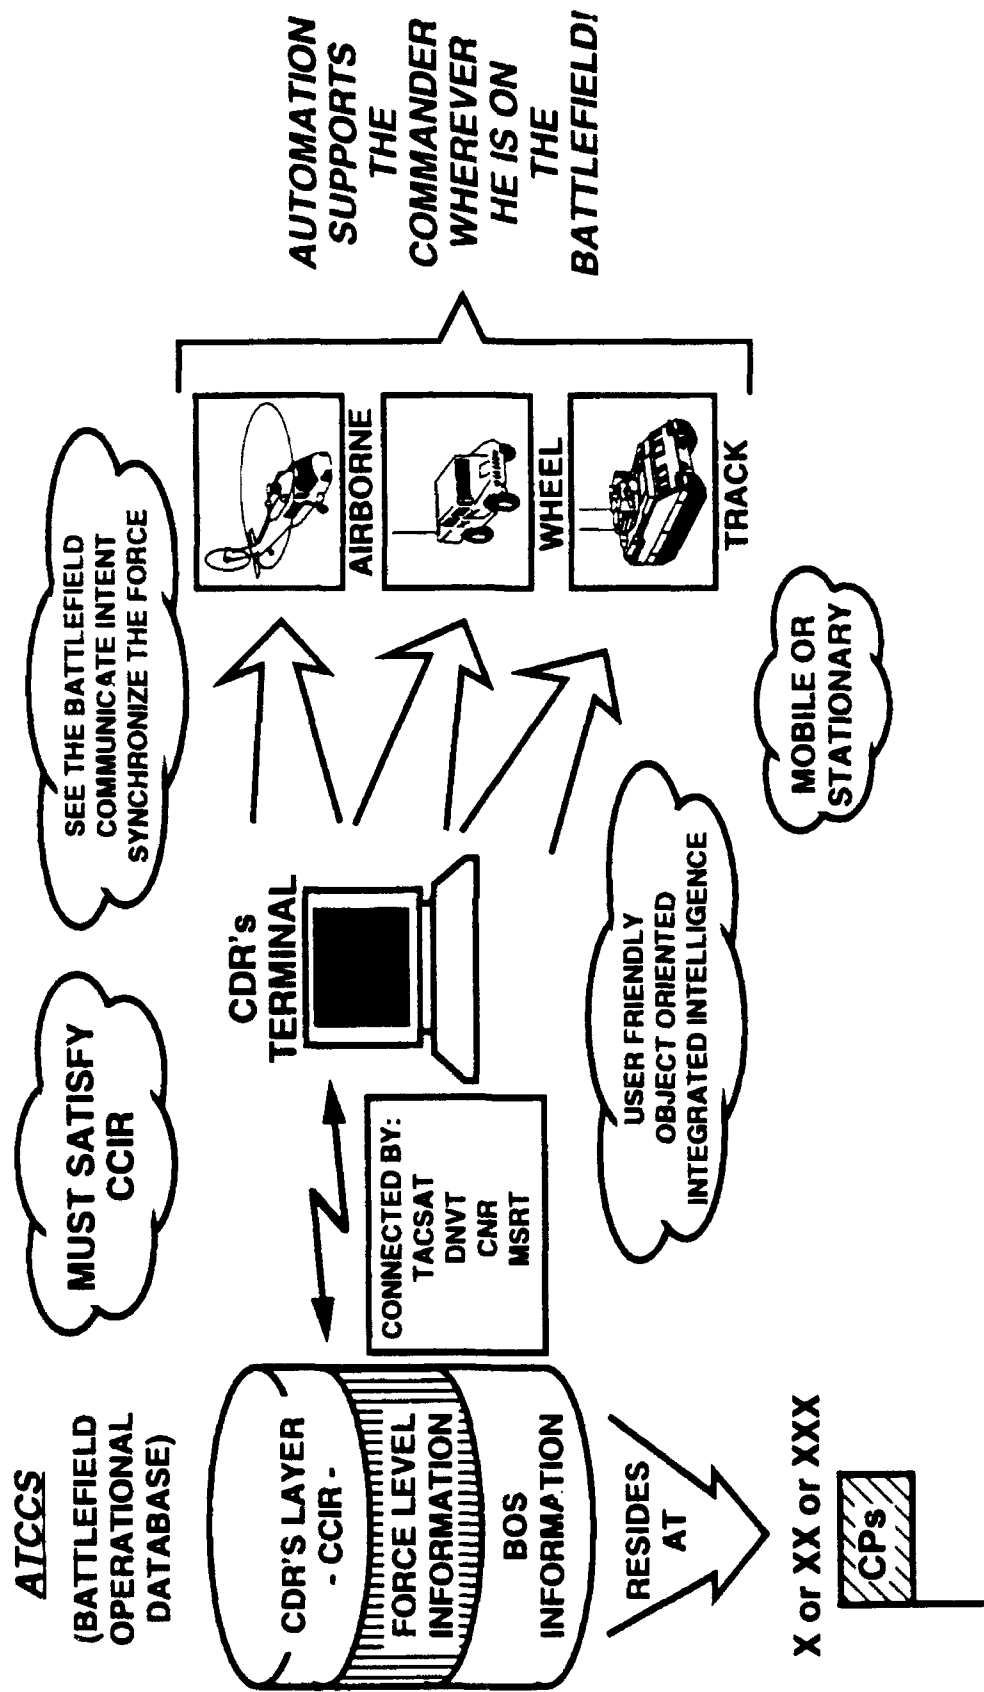 ATCCS
(BATTLEFIELD
OPERATIONAL
DATABASE)
CDR'S LAYER
- CCIR -
FORCE LEVEL
INFORMATION
BOS
INFORMATION
RESIDES
AT
X or XX or XXX
CPs
MUST SATISFY
CCIR
CONNECTED BY:
TACSAT
DNVT
CNR
MSRT
CDR's
TERMINAL
SEE THE BATTLEFIELD
COMMUNICATE INTENT
SYNCHRONIZE THE FORCE
USER FRIENDLY
OBJECT ORIENTED
INTEGRATED INTELLIGENCE
MOBILE OR
STATIONARY
AIRBORNE
WHEEL
TRACK
AUTOMATION
SUPPORTS
THE
COMMANDER
WHEREVER
HE IS ON
THE
BATTLEFIELD!